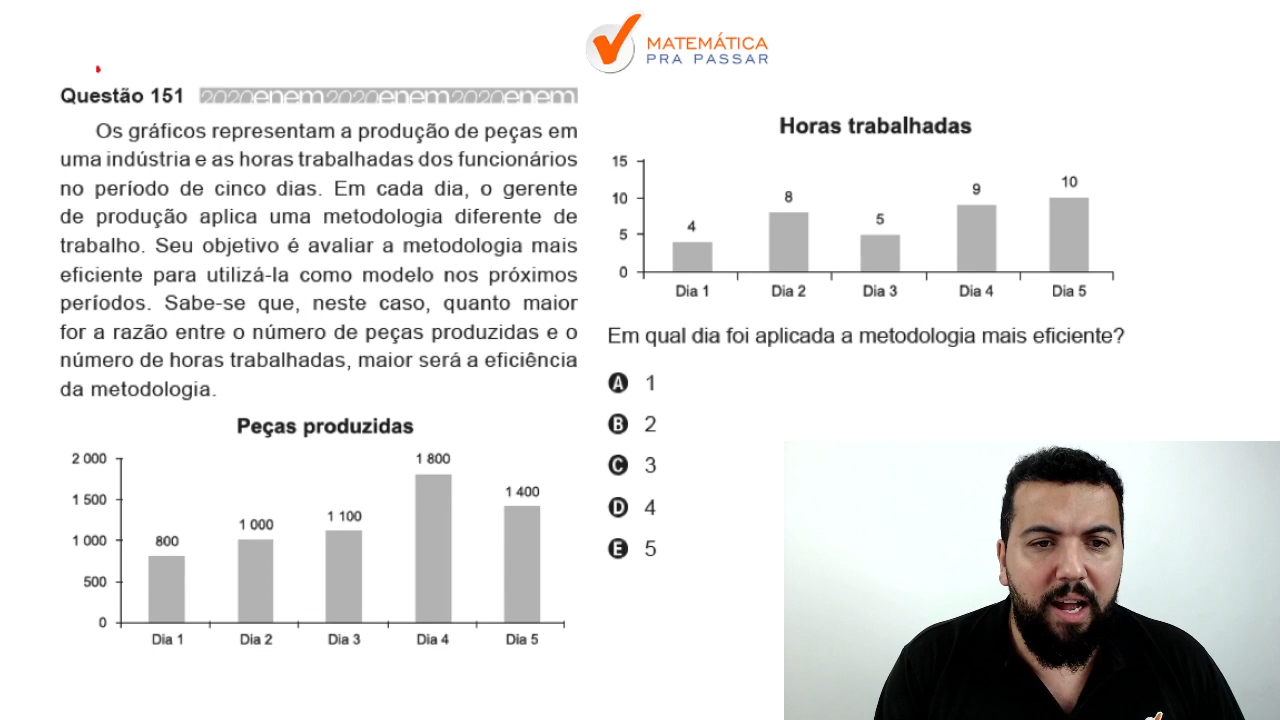 MATEMÁTICA
PRA PASSAR
Questão 151 2020enem2020enem2020enem
Os gráficos representam a produção de peças em
uma indústria e as horas trabalhadas dos funcionários
no período de cinco dias. Em cada dia, o gerente
de produção aplica uma metodologia diferente de
trabalho. Seu objetivo é avaliar a metodologia mais
eficiente para utilizá-la como modelo nos próximos
períodos. Sabe-se que, neste caso, quanto maior
for a razão entre o número de peças produzidas e o
número de horas trabalhadas, maior será a eficiência
da metodologia.
Peças produzidas
2 000
1 500
1 000
500
0
800
1 000
1 100
1 800
1 400
Dia 1 Dia 2 Dia 3 Dia 4 Dia 5
Horas trabalhadas
15
10
5
0
4
8
5
9
10
Dia 1 Dia 2 Dia 3 Dia 4 Dia 5
Em qual dia foi aplicada a metodologia mais eficiente?
A 1
B 2
C 3
D 4
E 5